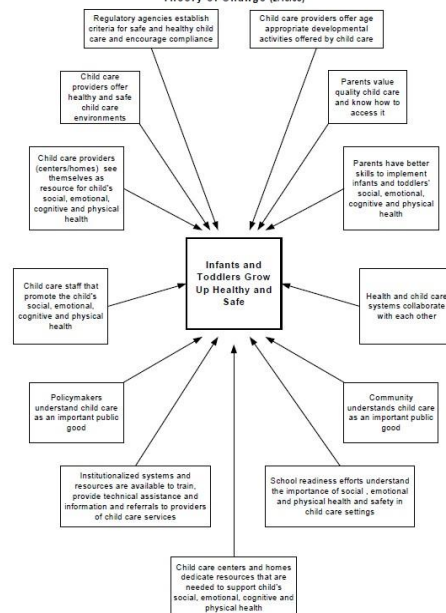 Theory of Change
Regulatory agencies establish
criteria for safe and healthy child
care and encourage compliance
Child care providers offer age
appropriate developmental
activities offered by child care
Child care
providers offer
healthy and safe
child care
environments
Parents value
quality child care
and know how to
access it
Child care providers
(centers/homes) see
themselves as
resource for child's
social, emotional,
cognitive and physical
health
Parents have better
skills to implement
infants and toddlers'
social, emotional,
cognitive and physical
health
Infants and
Toddlers Grow
Up Healthy and
Safe
Child care staff that
promote the child's
social, emotional,
cognitive and physical
health
Health and child care
systems collaborate
with each other
Policymakers
understand child care
as an important public
good
Community
understands child care
as an important public
good
Institutionalized systems and
resources are available to train,
provide technical assistance and
information and referrals to providers
of child care services
School readiness efforts understand
the importance of social , emotional
and physical health and safety in
child care settings
Child care centers and homes
dedicate resources that are
needed to support child's
social, emotional, cognitive and
physical health